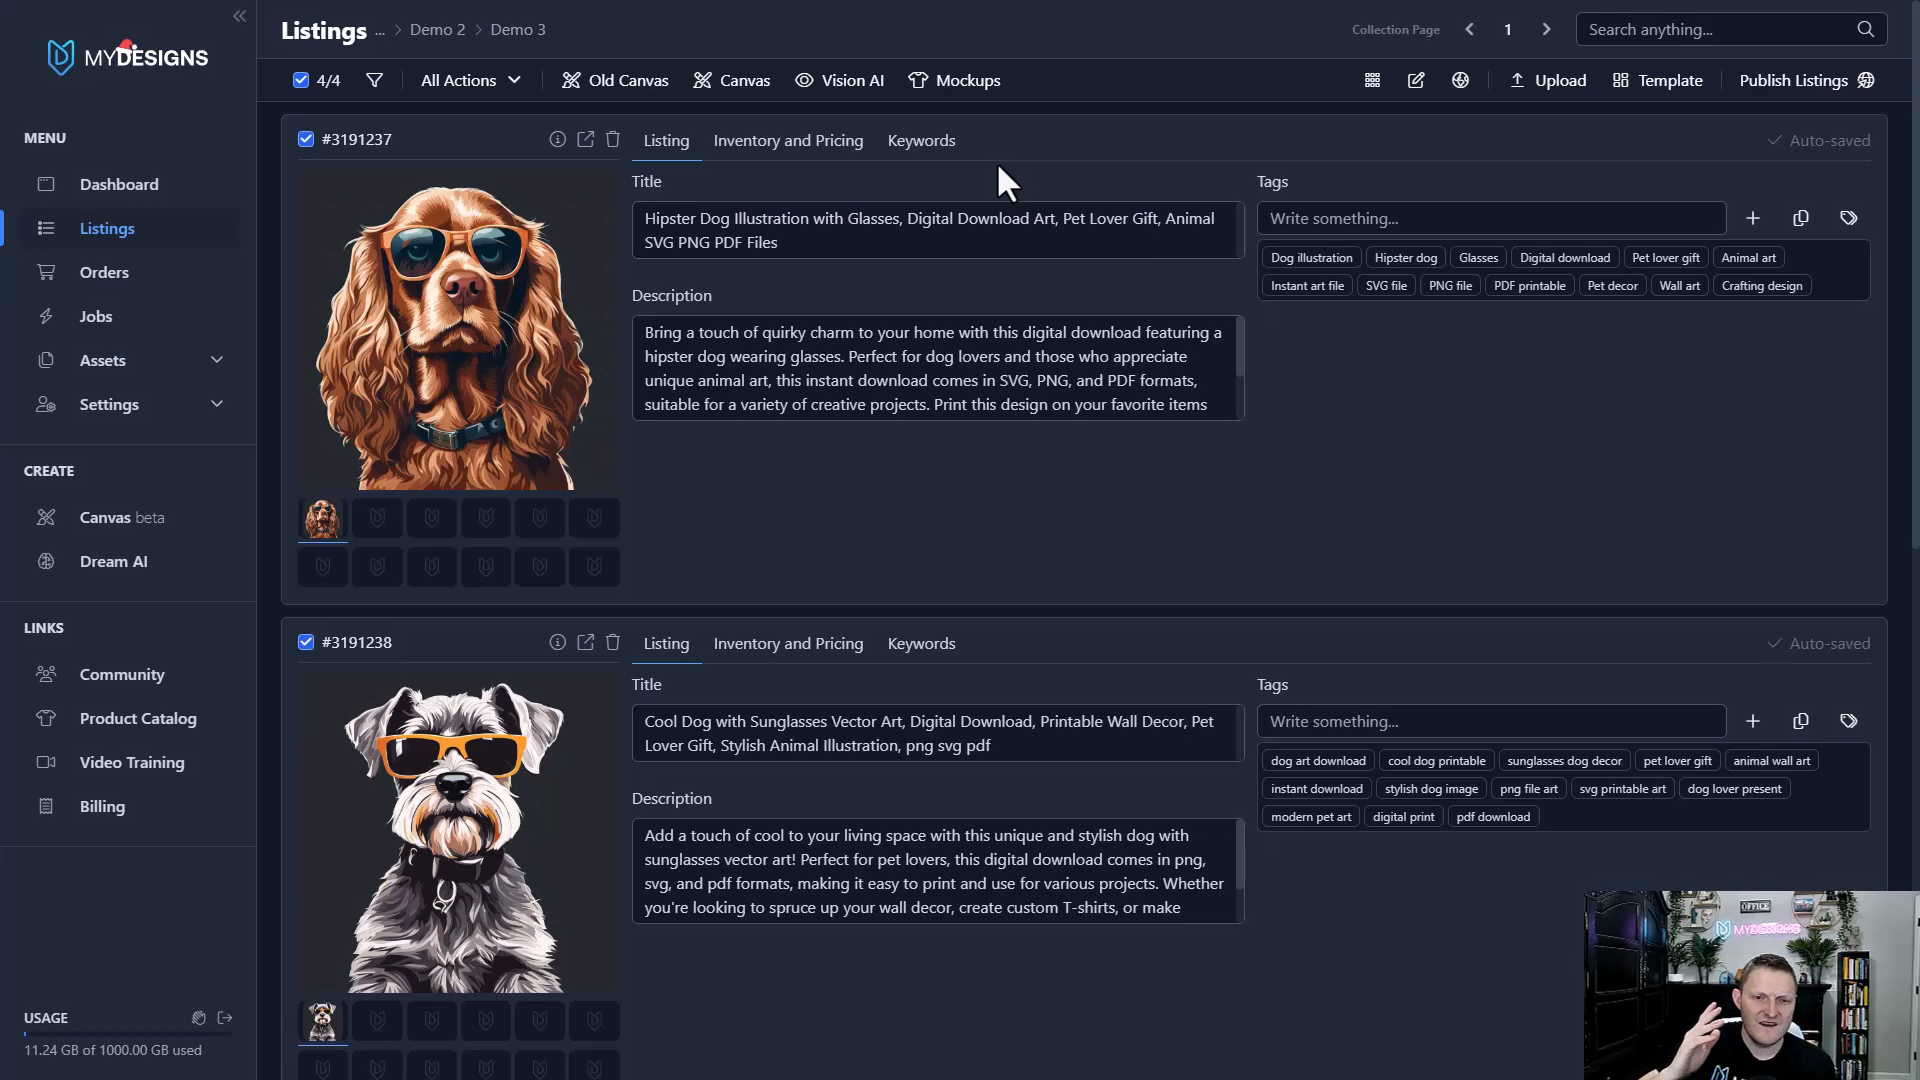 MYDESIGNS
MENU
Dashboard
Listings
Orders
Jobs
Assets
Settings
CREATE
Canvas beta
Dream AI
LINKS
Community
Product Catalog
Video Training
Billing
USAGE
11.24 GB of 1000.00 GB used
Listings ... > Demo 2 > Demo 3
Collection Page
1
Search anything...
4/4
All Actions
Old Canvas
Canvas
Vision AI
Mockups
Upload
Template
Publish Listings
#3191237
Listing
Inventory and Pricing
Keywords
Auto-saved
Title
Hipster Dog Illustration with Glasses, Digital Download Art, Pet Lover Gift, Animal
SVG PNG PDF Files
Description
Bring a touch of quirky charm to your home with this digital download featuring a
hipster dog wearing glasses. Perfect for dog lovers and those who appreciate
unique animal art, this instant download comes in SVG, PNG, and PDF formats,
suitable for a variety of creative projects. Print this design on your favorite items
Tags
Write something...
Dog illustration Hipster dog Glasses Digital download Pet lover gift Animal art
Instant art file SVG file PNG file PDF printable Pet decor Wall art Crafting design
#3191238
Listing
Inventory and Pricing
Keywords
Auto-saved
Title
Cool Dog with Sunglasses Vector Art, Digital Download, Printable Wall Decor, Pet
Lover Gift, Stylish Animal Illustration, png svg pdf
Description
Add a touch of cool to your living space with this unique and stylish dog with
sunglasses vector art! Perfect for pet lovers, this digital download comes in png,
svg, and pdf formats, making it easy to print and use for various projects. Whether
you're looking to spruce up your wall decor, create custom T-shirts, or make
Tags
Write something...
dog art download cool dog printable sunglasses dog decor pet lover gift animal wall art
instant download stylish dog image png file art svg printable art dog lover present
modern pet art digital print pdf download
OFFICE
MYDESIGNS